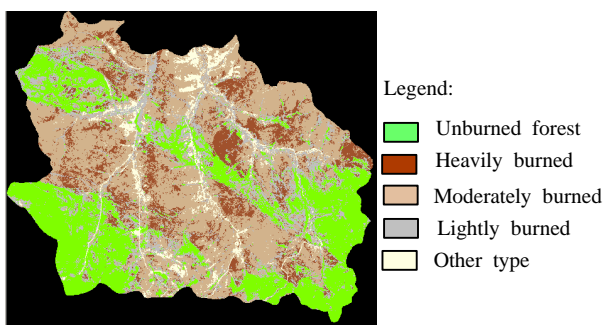 Legend:
Unburned forest
Heavily burned
Moderately burned
Lightly burned
Other type